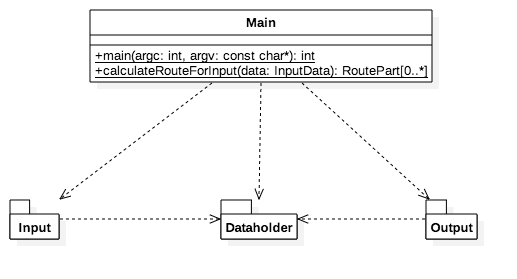 Main
+main(argc: int, argv: const char*): int
+calculateRouteForInput(data: InputData): RoutePart[0..*]
Input
Dataholder
Output